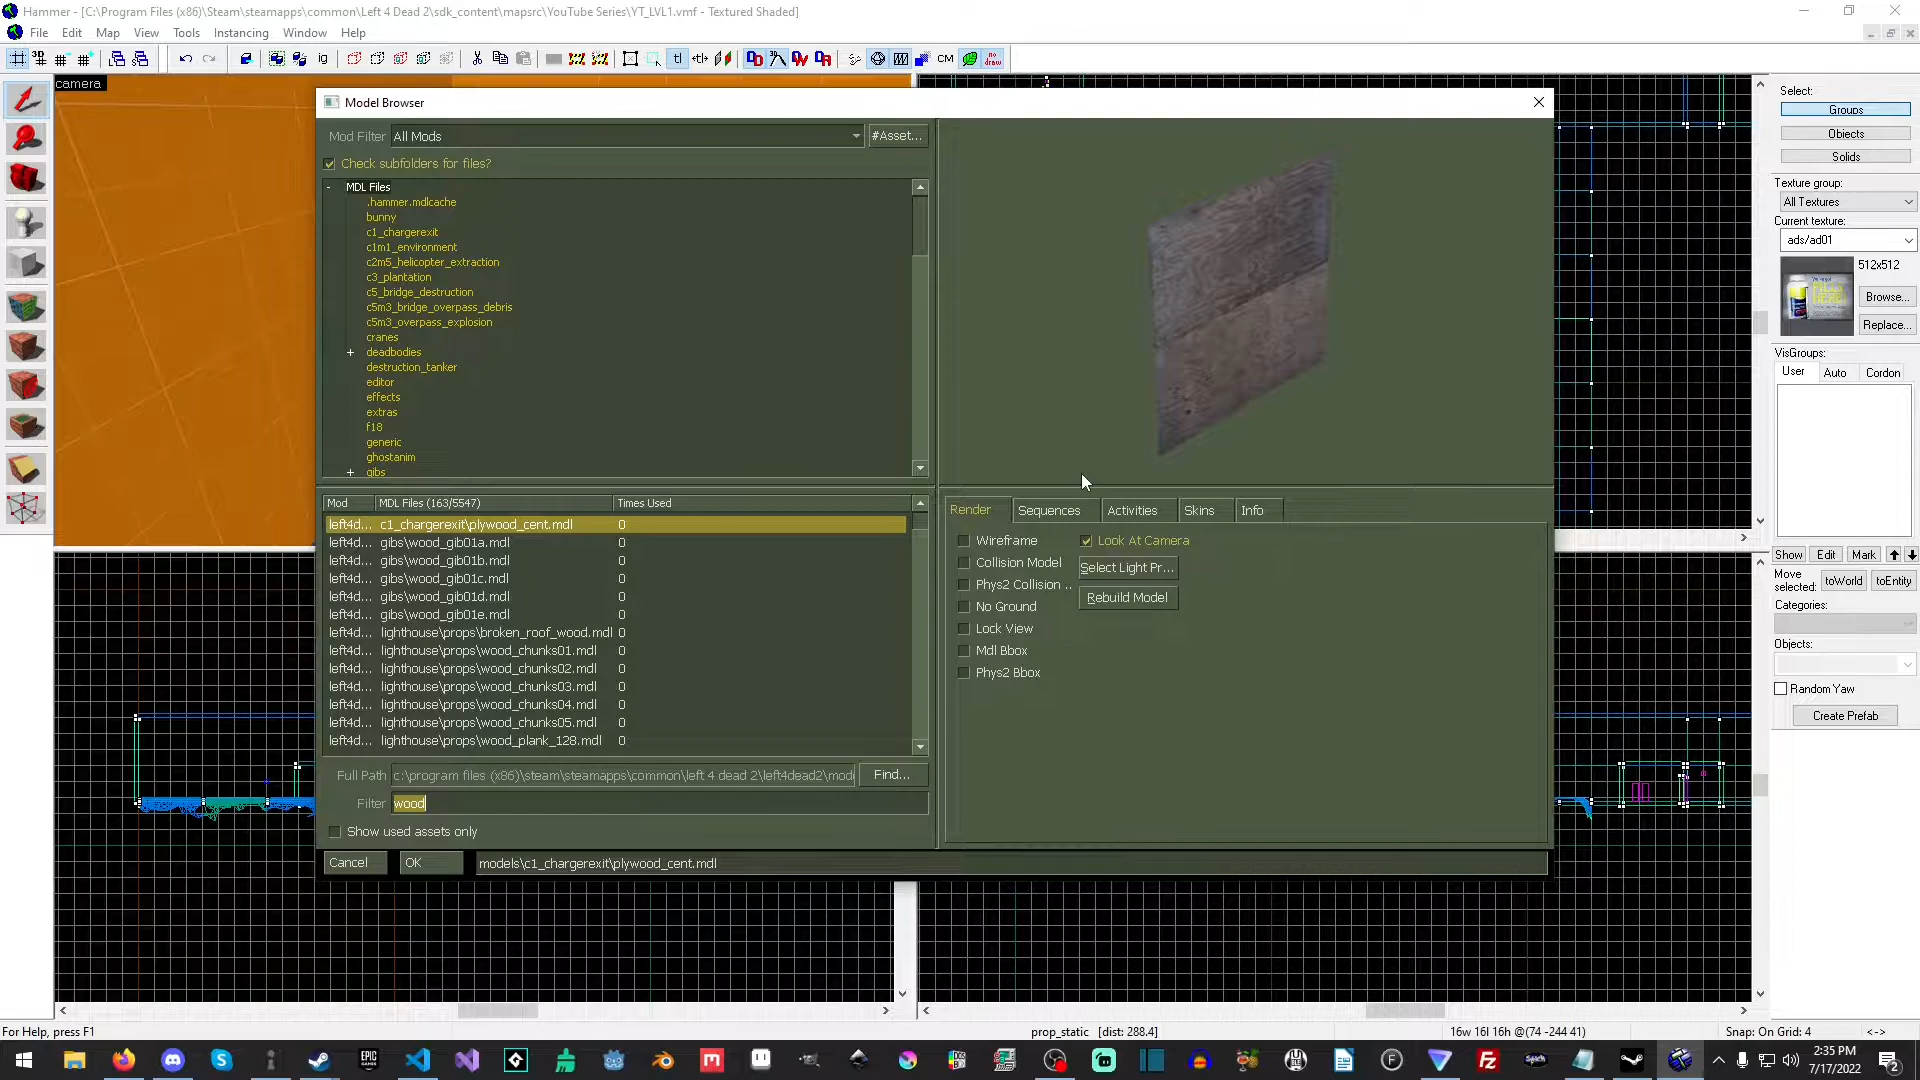 Hammer - [C:\Program Files (x86)\Steam\steamapps\common\Left 4 Dead 2\sdk_content\mapsrc\YouTube Series\YT_LVL1.vmf - Textured Shaded]
File Edit Map View Tools Instancing Window Help
camera
Model Browser
Mod Filter All Mods #Asset...
Check subfolders for files?
- MDL Files
.hammer.mdlcache
bunny
c1_chargerexit
c1m1_environment
c2m5_helicopter_extraction
c3_plantation
c5_bridge_destruction
c5m3_bridge_overpass_debris
c5m3_overpass_explosion
cranes
+ deadbodies
destruction_tanker
editor
effects
extras
f18
generic
ghostanim
+ gibs
Mod MDL Files (163/5547) Times Used
left4d... c1_chargerexit\plywood_cent.mdl 0
left4d... gibs\wood_gib01a.mdl 0
left4d... gibs\wood_gib01b.mdl 0
left4d... gibs\wood_gib01c.mdl 0
left4d... gibs\wood_gib01d.mdl 0
left4d... gibs\wood_gib01e.mdl 0
left4d... lighthouse\props\broken_roof_wood.mdl 0
left4d... lighthouse\props\wood_chunks01.mdl 0
left4d... lighthouse\props\wood_chunks02.mdl 0
left4d... lighthouse\props\wood_chunks03.mdl 0
left4d... lighthouse\props\wood_chunks04.mdl 0
left4d... lighthouse\props\wood_chunks05.mdl 0
left4d... lighthouse\props\wood_plank_128.mdl 0
Full Path c:\program files (x86)\steam\steamapps\common\left 4 dead 2\left4dead2\mod Find...
Filter wood
Show used assets only
Cancel OK models\c1_chargerexit\plywood_cent.mdl
Render Sequences Activities Skins Info
Wireframe Look At Camera
Collision Model Select Light Pr...
Phys2 Collision ..
No Ground Rebuild Model
Lock View
Mdl Bbox
Phys2 Bbox
Select:
Groups
Objects
Solids
Texture group:
All Textures
Current texture:
ads/ad01
512x512
Browse...
Replace...
VisGroups:
User Auto Cordon
Show Edit Mark
Move selected: toWorld toEntity
Categories:
Objects:
Random Yaw
Create Prefab
For Help, press F1 prop_static [dist: 288.4] 16w 16l 16h @(74 -244 41) Snap: On Grid: 4 <->
2:35 PM
7/17/2022